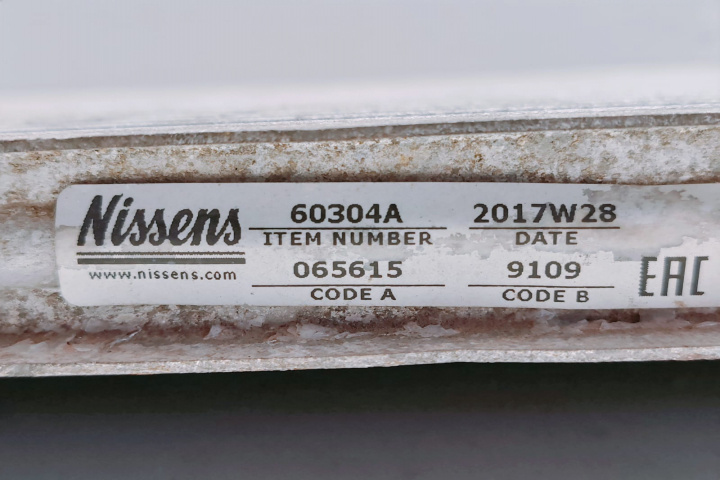 Nissens
www.nissens.com
60304A
ITEM NUMBER
065615
CODE A
2017W28
DATE
9109
CODE B
EAC